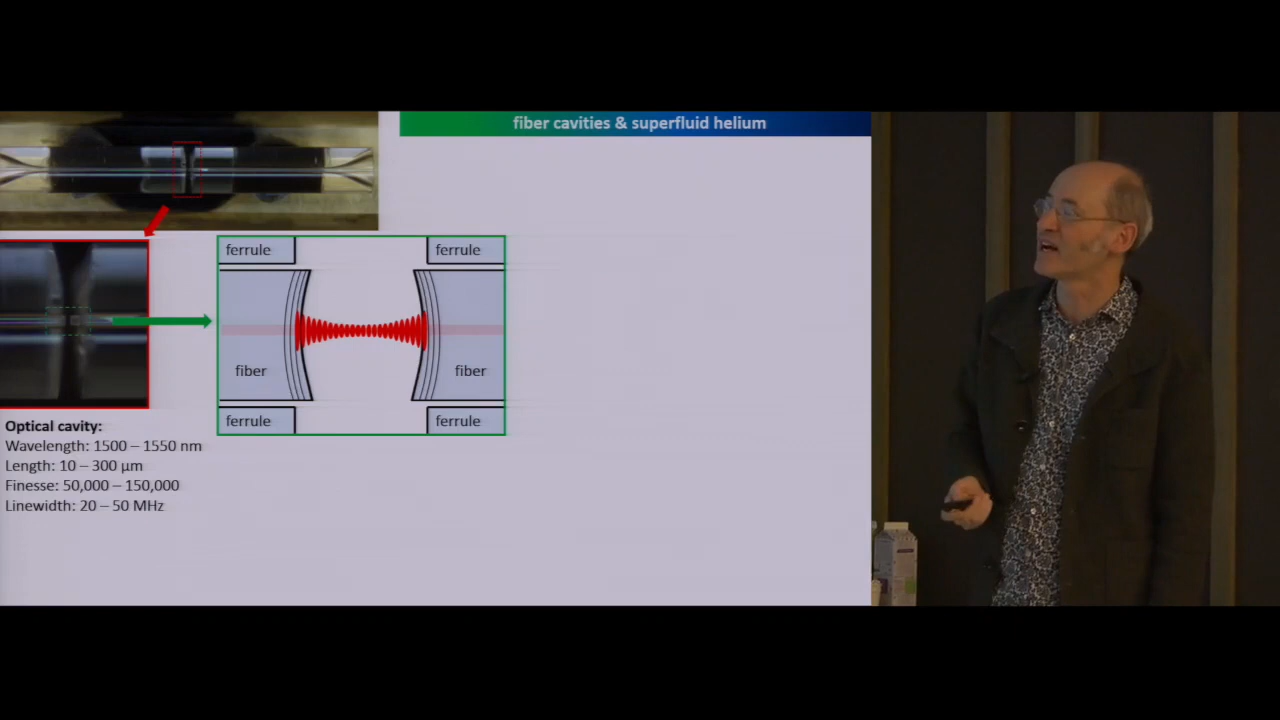 fiber cavities & superfluid helium
ferrule
ferrule
fiber
fiber
ferrule
ferrule
Optical cavity:
Wavelength: 1500 – 1550 nm
Length: 10 – 300 µm
Finesse: 50,000 – 150,000
Linewidth: 20 – 50 MHz